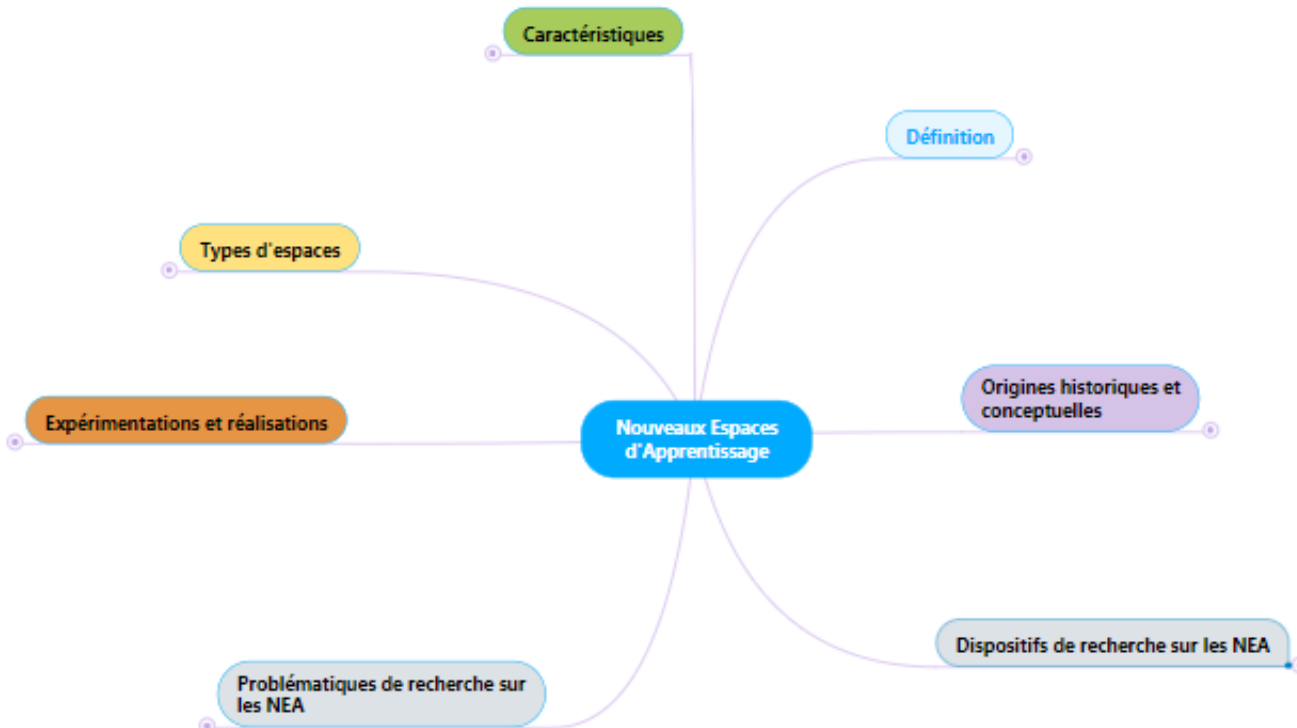 Caractéristiques
Définition
Types d'espaces
Origines historiques et
conceptuelles
Expérimentations et réalisations
Nouveaux Espaces
d'Apprentissage
Dispositifs de recherche sur les NEA
Problématiques de recherche sur
les NEA